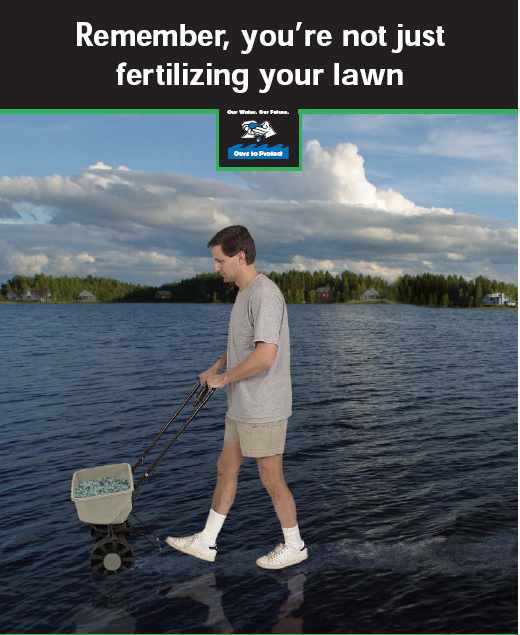 Remember, you're not just
fertilizing your lawn
Our Water. Our Future.
Ours to Protect